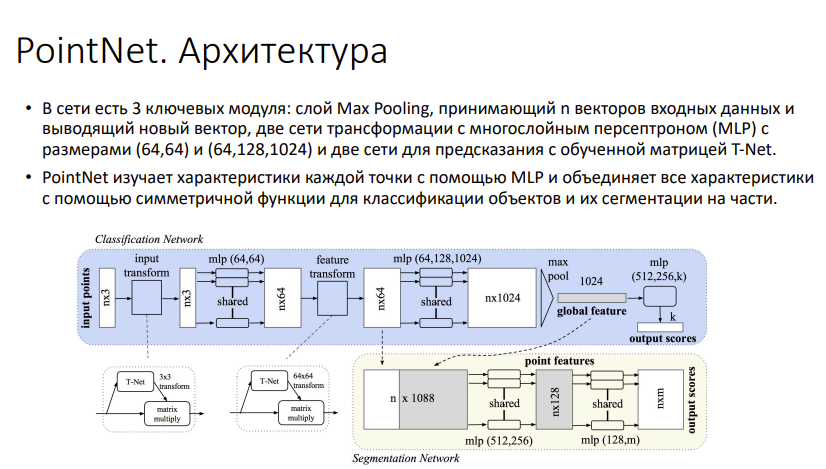 PointNet. Архитектура
• В сети есть 3 ключевых модуля: слой Max Pooling, принимающий n векторов входных данных и
выводящий новый вектор, две сети трансформации с многослойным персептроном (MLP) с
размерами (64,64) и (64,128,1024) и две сети для предсказания с обученной матрицей T-Net.
• PointNet изучает характеристики каждой точки с помощью MLP и объединяет все характеристики
с помощью симметричной функции для классификации объектов и их сегментации на части.
Classification Network
input points
nx3
input
transform
nx3
mlp (64,64)
shared
nx64
feature
transform
nx64
mlp (64,128,1024)
shared
nx1024
max
pool
1024
global feature
mlp
(512,256,k)
k
output scores
T-Net
3x3
transform
matrix
multiply
T-Net
64x64
transform
matrix
multiply
point features
n x 1088
shared
mlp (512,256)
nx128
shared
mlp (128,m)
nxm
output scores
Segmentation Network